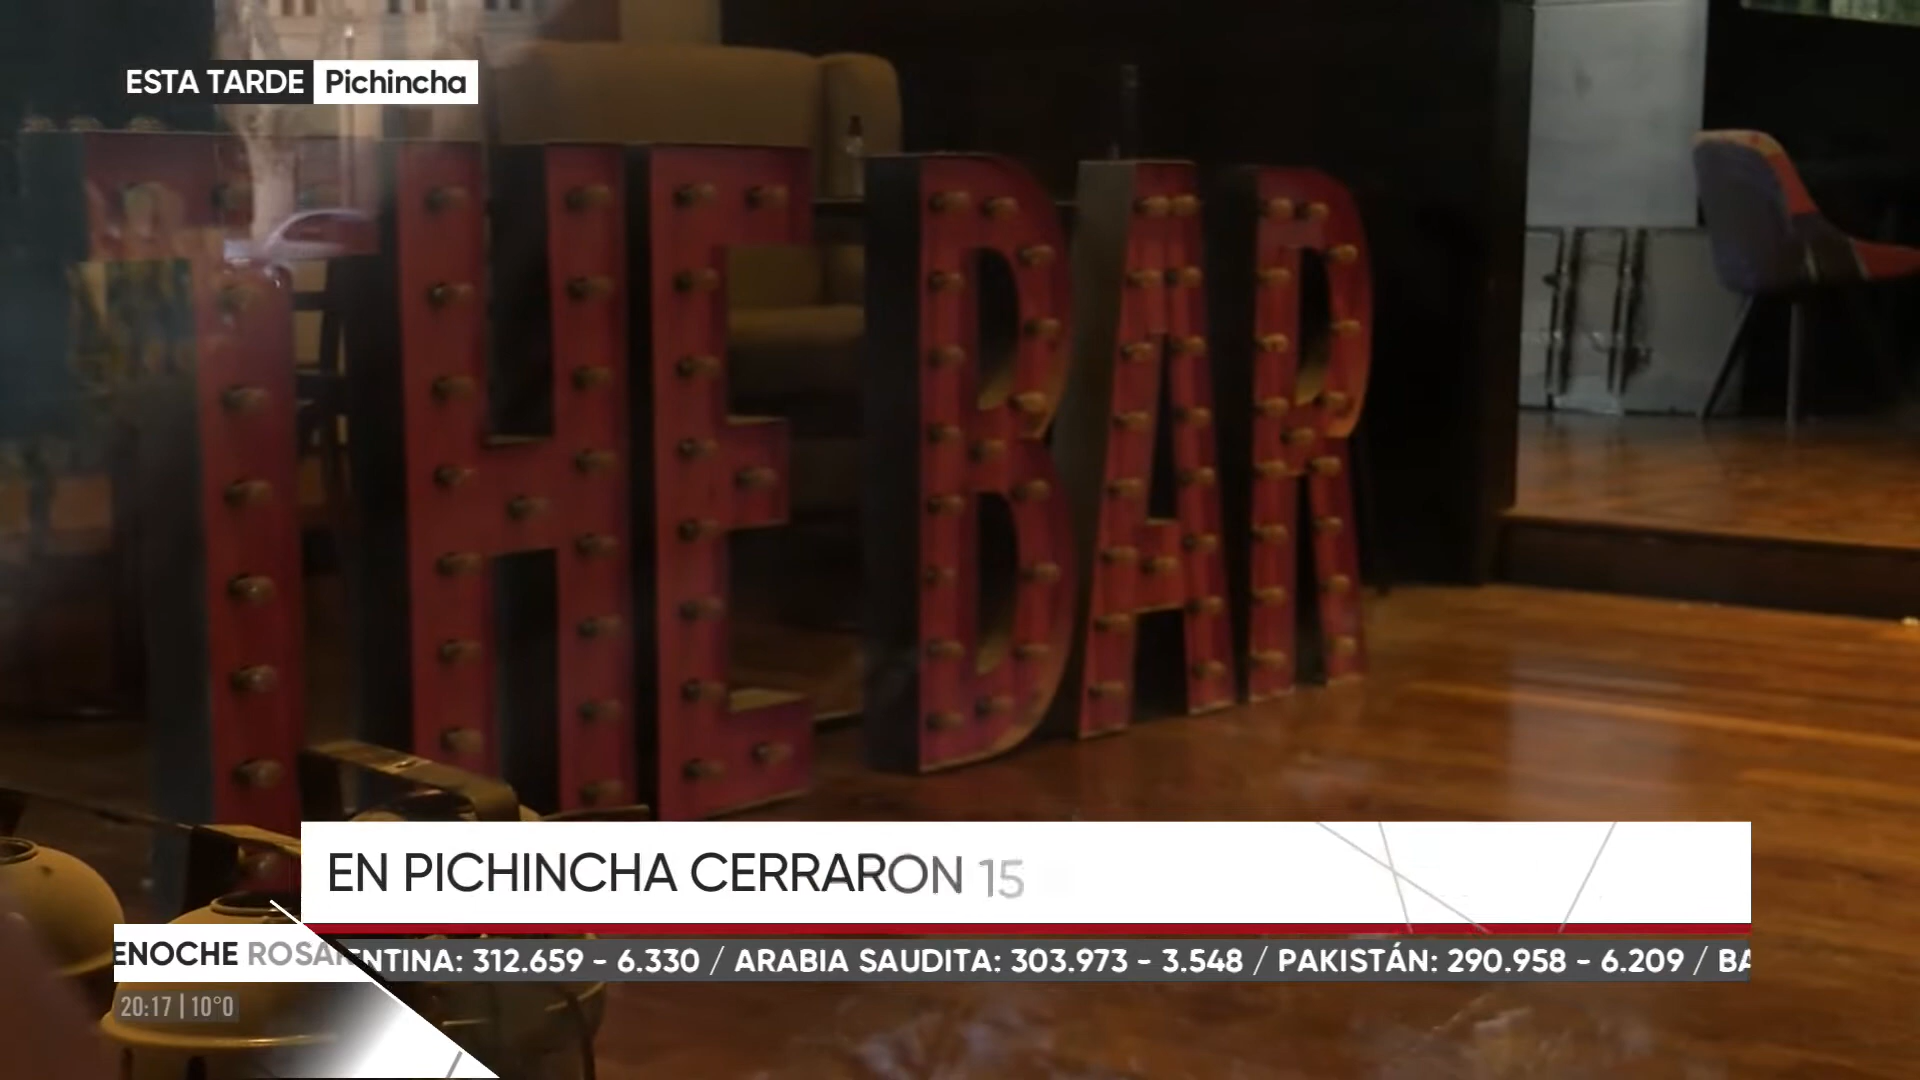 ESTA TARDE Pichincha
THE BAR
EN PICHINCHA CERRARON 15
ENOCHE ROSA
NTINA: 312.659 - 6.330 / ARABIA SAUDITA: 303.973 - 3.548 / PAKISTÁN: 290.958 - 6.209 / BA
20:17 | 10°0